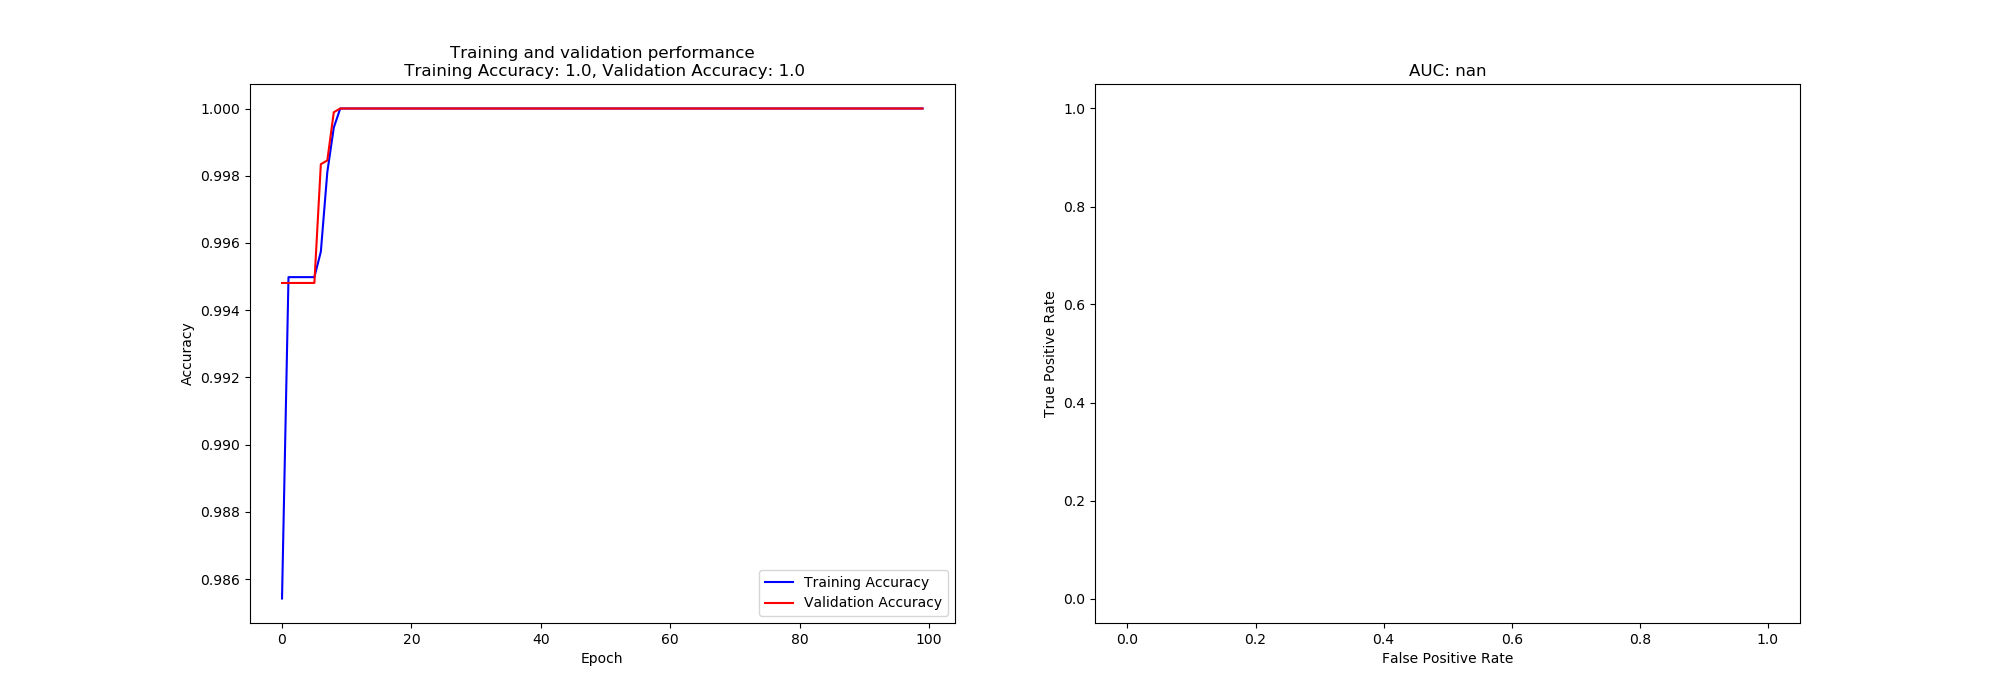 Training and validation performance
Training Accuracy: 1.0, Validation Accuracy: 1.0
1.000
0.998
0.996
0.994
0.992
0.990
0.988
0.986
Accuracy
0
20
40
60
80
100
Epoch
Training Accuracy
Validation Accuracy
AUC: nan
1.0
0.8
0.6
0.4
0.2
0.0
True Positive Rate
0.0
0.2
0.4
0.6
0.8
1.0
False Positive Rate